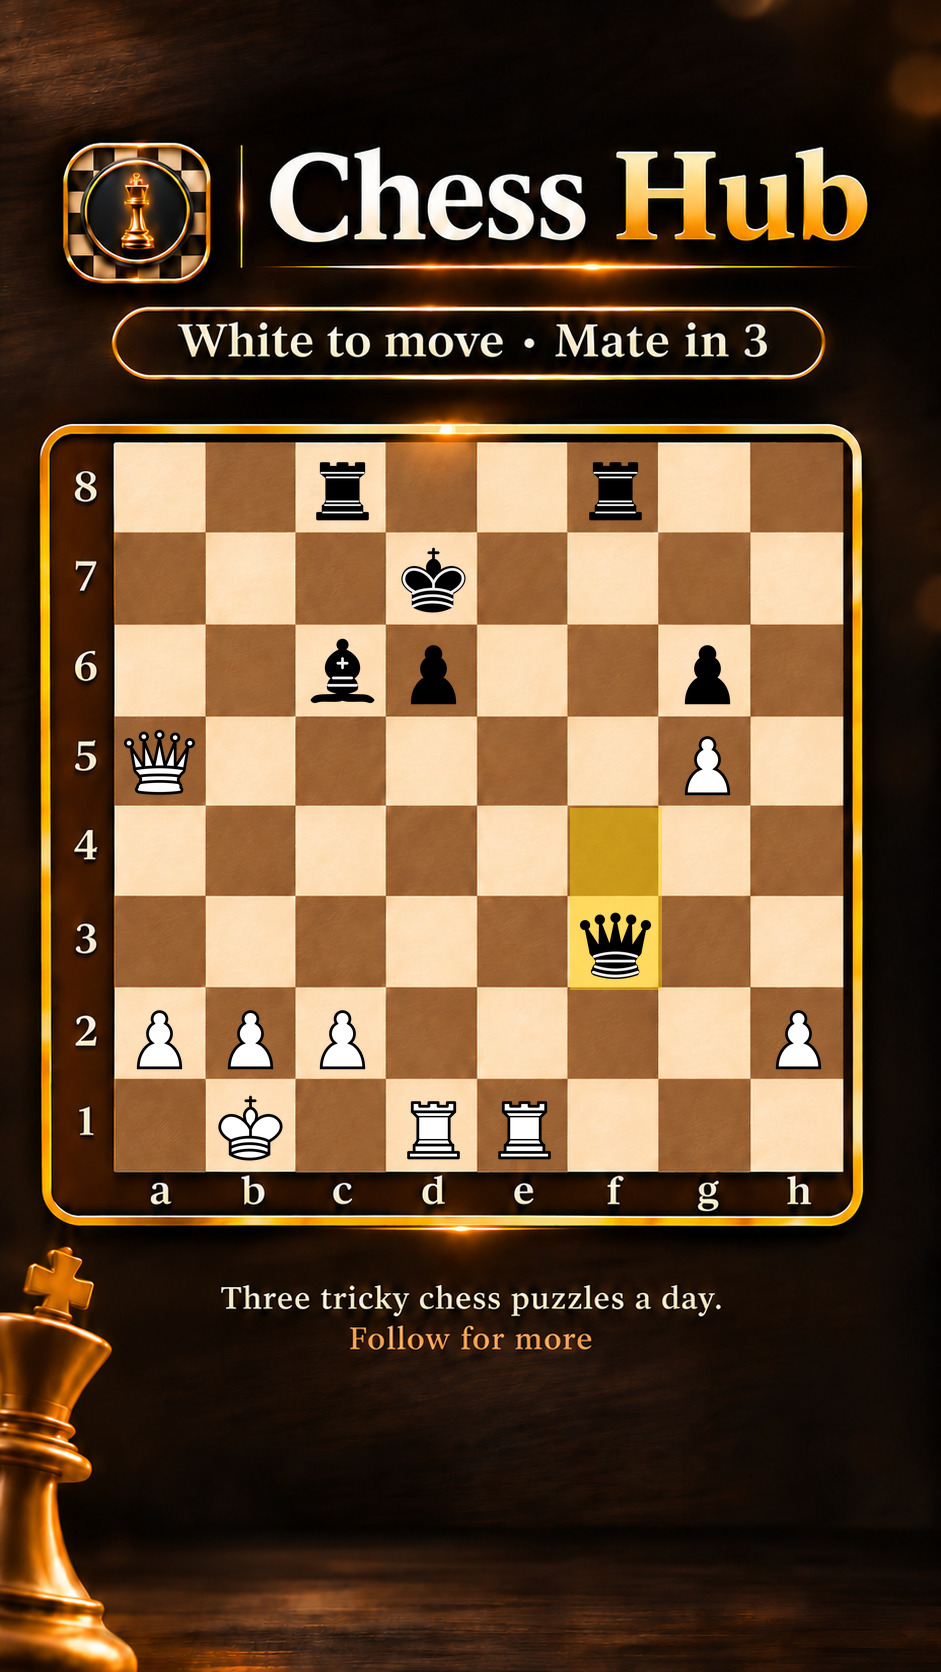 Chess Hub
White to move • Mate in 3
8
7
6
5
4
3
2
1
a b c d e f g h
Three tricky chess puzzles a day.
Follow for more